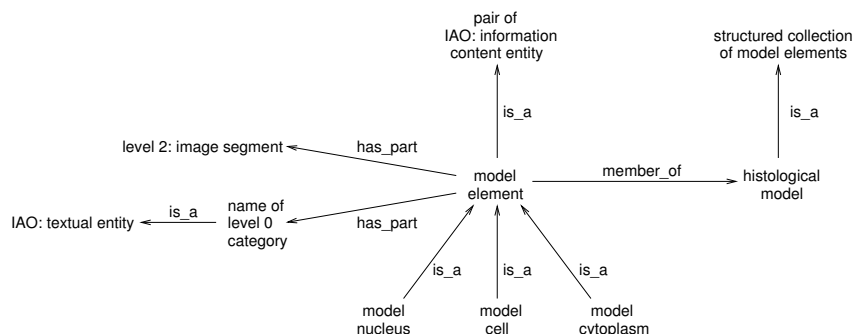 pair of
IAO: information
content entity
structured collection
of model elements
is_a
is_a
level 2: image segment
has_part
model
element
member_of
histological
model
IAO: textual entity
is_a
name of
level 0
category
has_part
is_a
is_a
is_a
model
nucleus
model
cell
model
cytoplasm